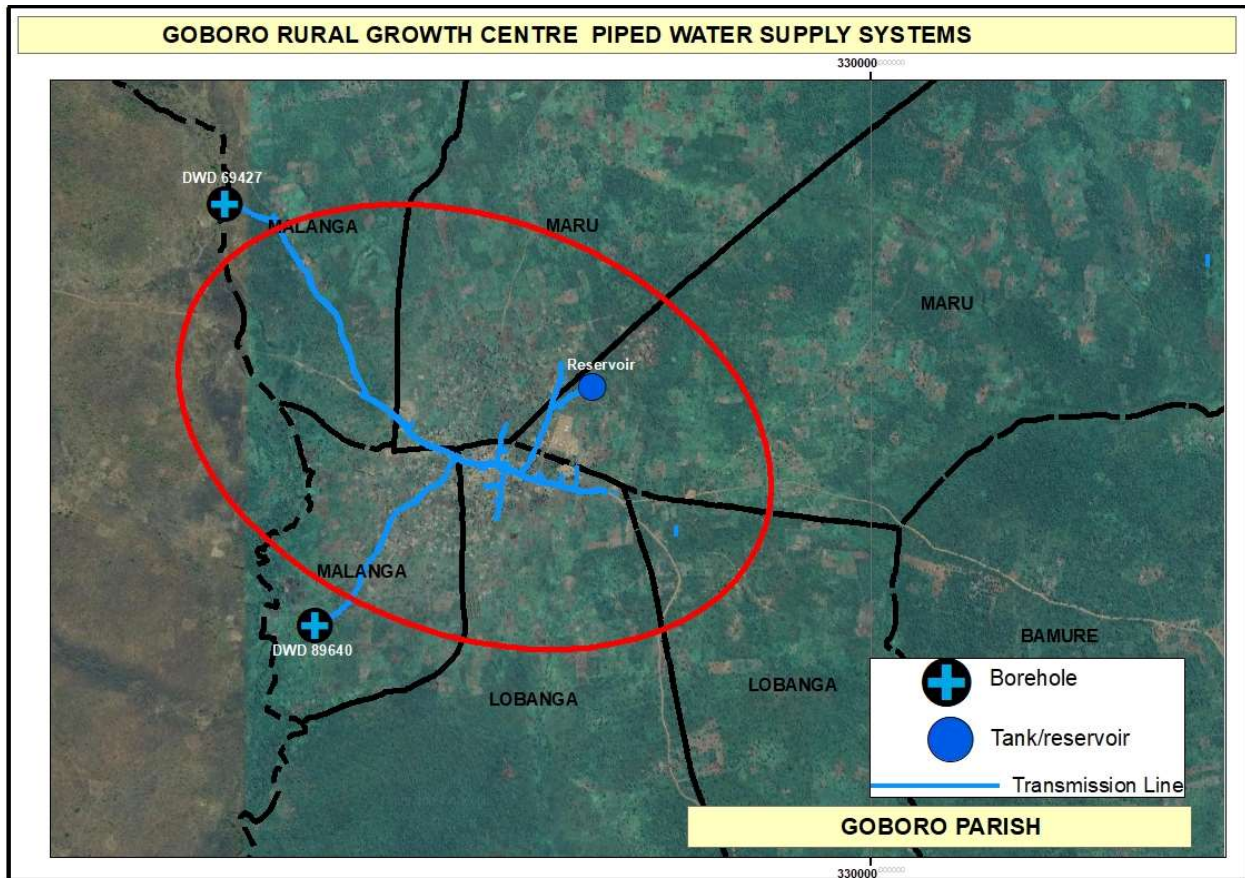 GOBORO RURAL GROWTH CENTRE PIPED WATER SUPPLY SYSTEMS
330000
DWD 69427
MALANGA
MARU
MARU
Reservoir
MALANGA
DWD 89640
BAMURE
LOBANGA
LOBANGA
Borehole
Tank/reservoir
Transmission Line
GOBORO PARISH
330000